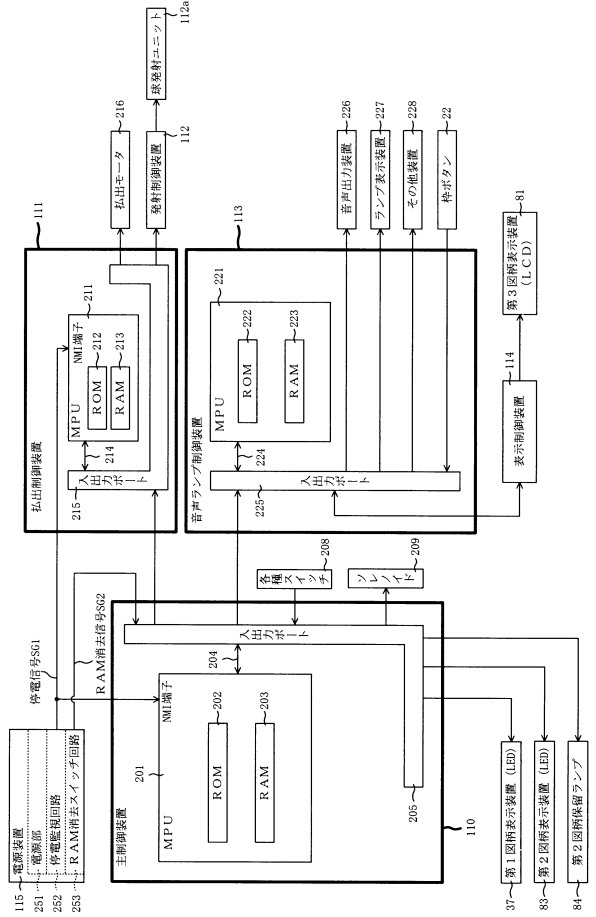 115
電源装置
251
電源部
252
停電監視回路
253
RAM消去スイッチ回路
停電信号SG1
RAM消去信号SG2
主制御装置
110
201
MPU
NMI端子
ROM
202
RAM
203
204
入出力ポート
205
各種スイッチ
208
ソレノイド
209
37
第1図柄表示装置(LED)
83
第2図柄表示装置(LED)
84
第2図柄保留ランプ
払出制御装置
111
MPU
NMI端子
211
ROM
212
RAM
213
214
215
入出力ポート
払出モータ
216
発射制御装置
112
球発射ユニット
112a
音声ランプ制御装置
113
MPU
221
ROM
222
RAM
223
224
225
入出力ポート
音声出力装置
226
ランプ表示装置
227
その他装置
228
枠ボタン
22
表示制御装置
114
第3図柄表示装置
(LCD)
81